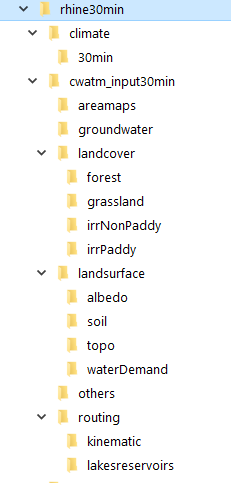 rhine30min
climate
30min
cwatm_input30min
areamaps
groundwater
landcover
forest
grassland
irrNonPaddy
irrPaddy
landsurface
albedo
soil
topo
waterDemand
others
routing
kinematic
lakesreservoirs